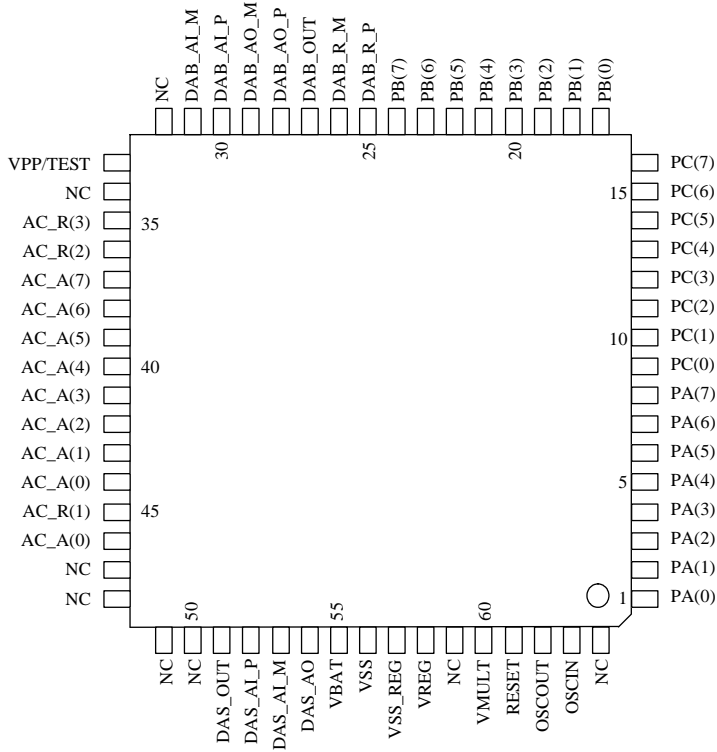 NC
DAB_AI_M
DAB_AI_P
DAB_AO_M
DAB_AO_P
DAB_OUT
DAB_R_M
DAB_R_P
PB(7)
PB(6)
PB(5)
PB(4)
PB(3)
PB(2)
PB(1)
PB(0)
30
25
20
VPP/TEST
NC
AC_R(3)
AC_R(2)
AC_A(7)
AC_A(6)
AC_A(5)
AC_A(4)
AC_A(3)
AC_A(2)
AC_A(1)
AC_A(0)
AC_R(1)
AC_A(0)
NC
NC
35
40
45
15
10
5
1
PC(7)
PC(6)
PC(5)
PC(4)
PC(3)
PC(2)
PC(1)
PC(0)
PA(7)
PA(6)
PA(5)
PA(4)
PA(3)
PA(2)
PA(1)
PA(0)
50
55
60
NC
NC
DAS_OUT
DAS_AI_P
DAS_AI_M
DAS_AO
VBAT
VSS
VSS_REG
VREG
NC
VMULT
RESET
OSCOUT
OSCIN
NC